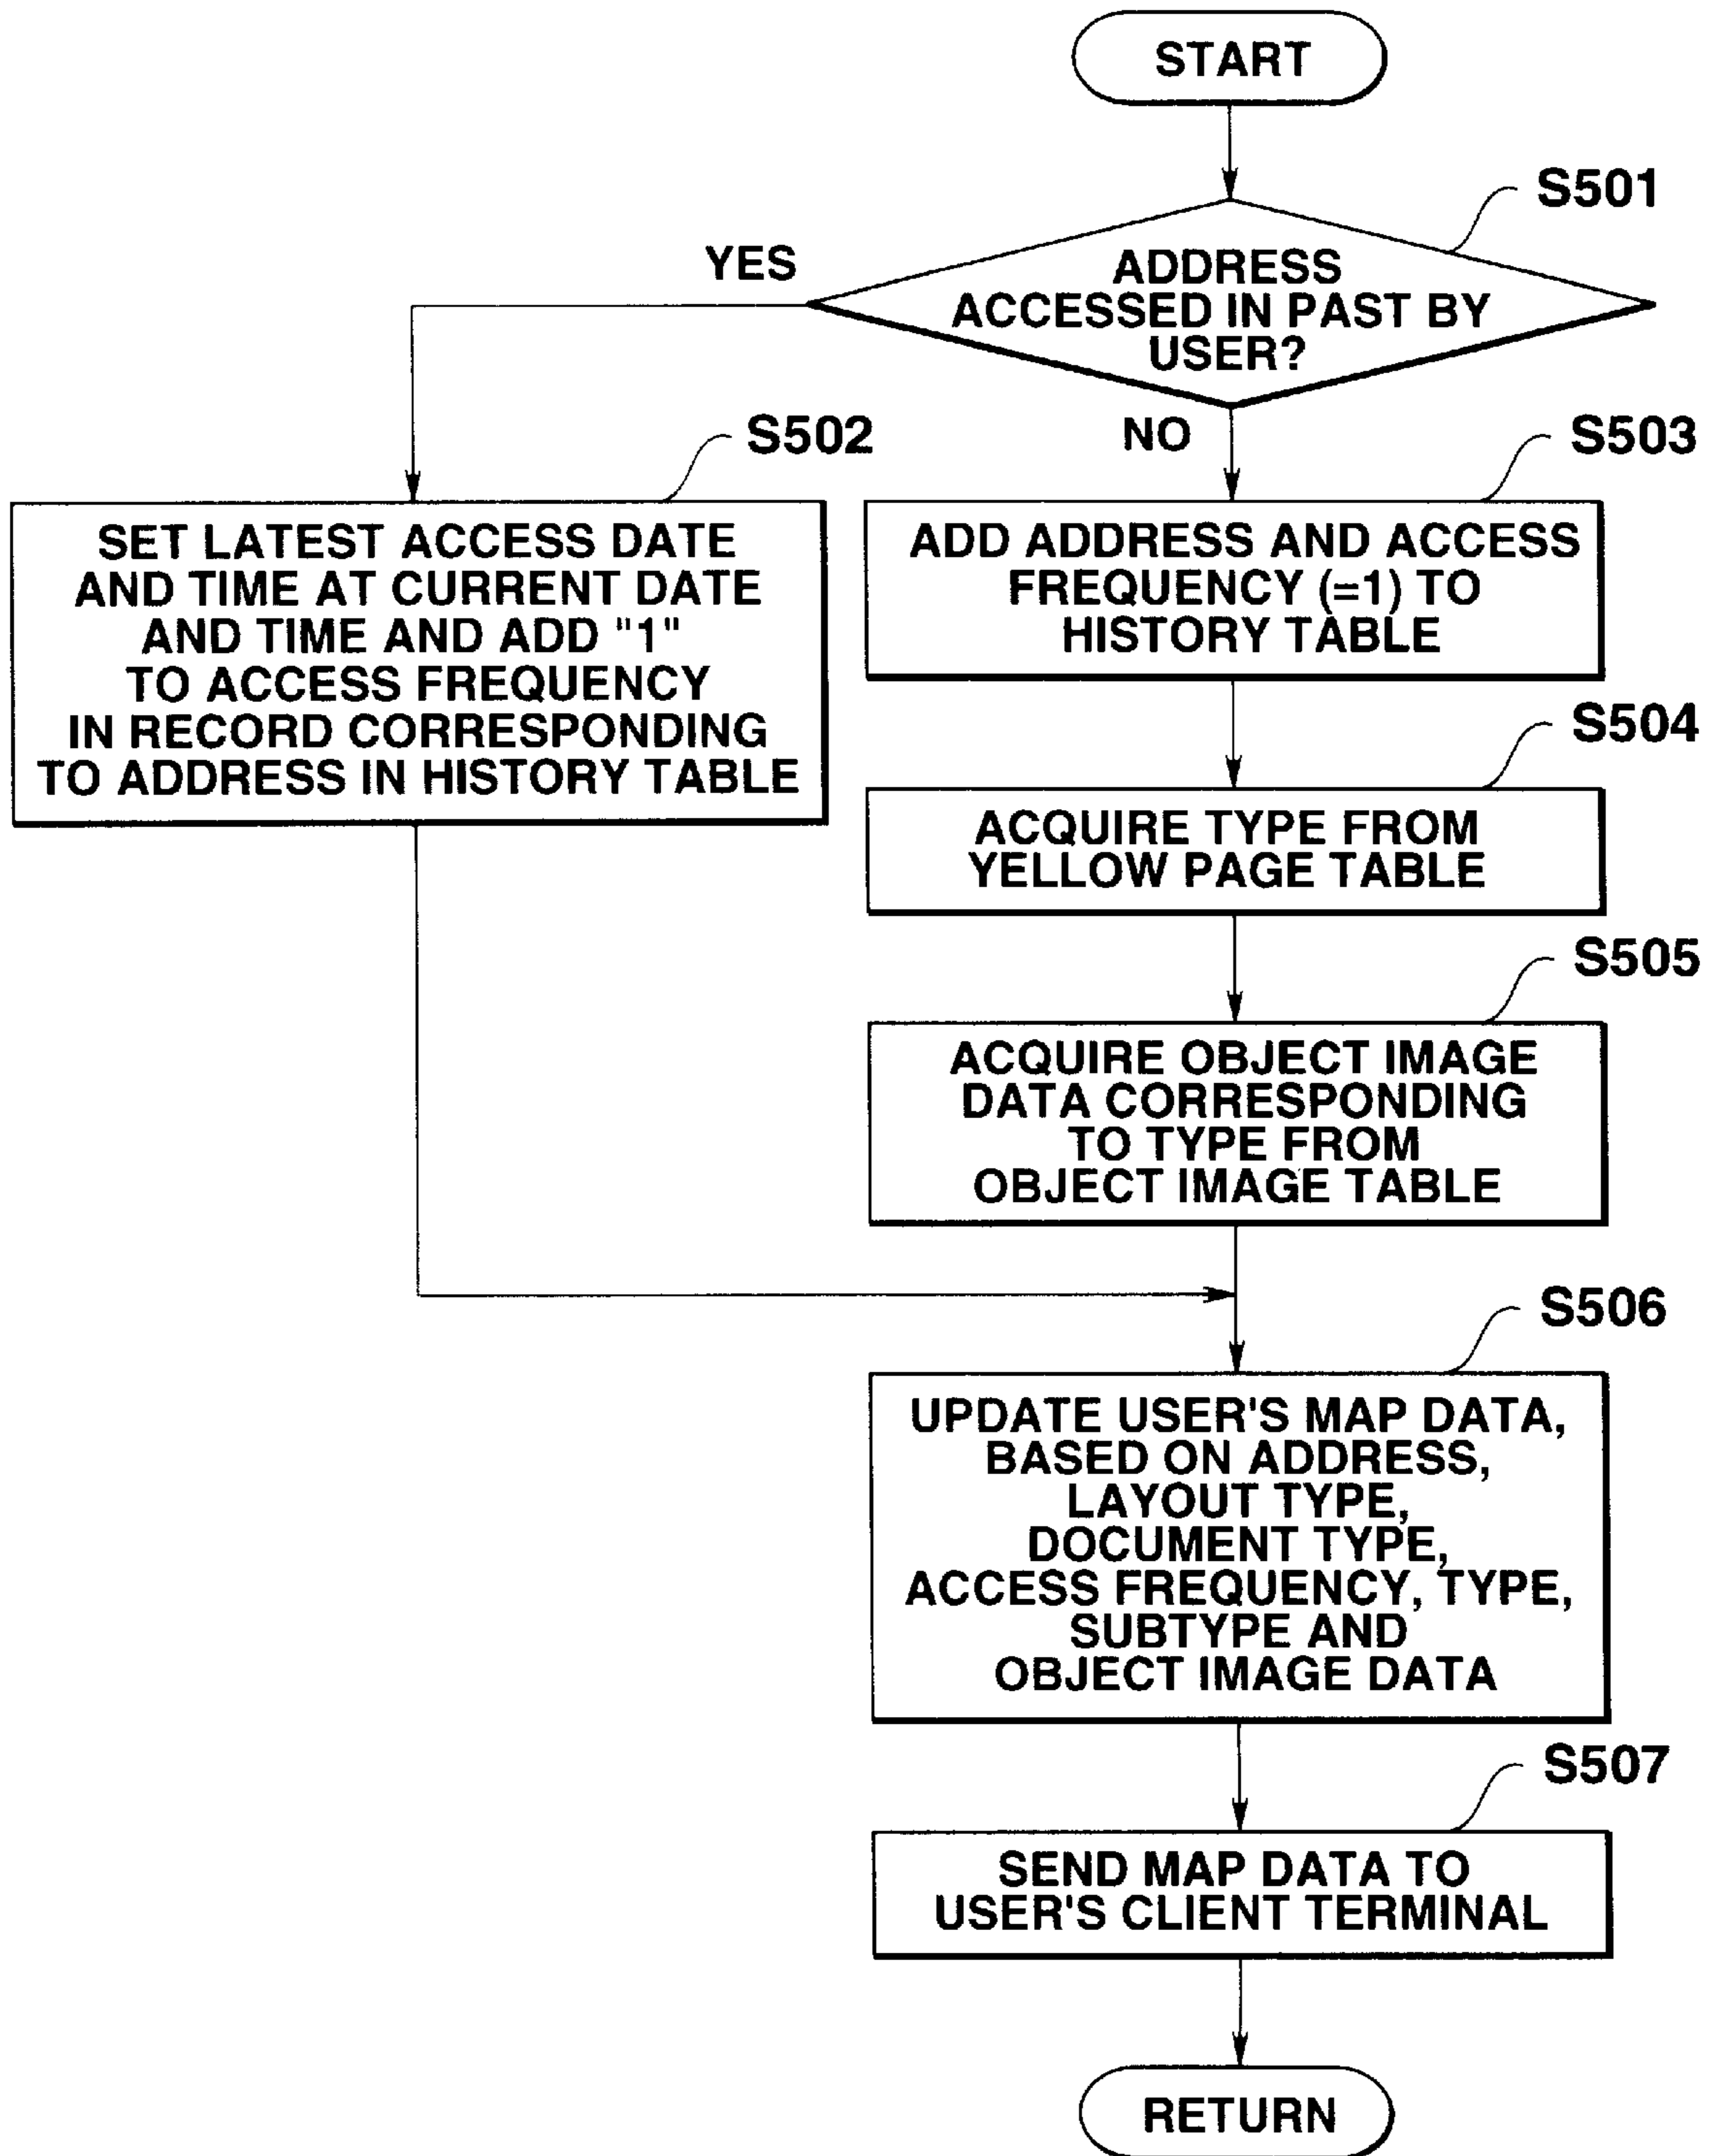 START
S501
YES
ADDRESS
ACCESSED IN PAST BY
USER?
NO
S502
SET LATEST ACCESS DATE
AND TIME AT CURRENT DATE
AND TIME AND ADD "1"
TO ACCESS FREQUENCY
IN RECORD CORRESPONDING
TO ADDRESS IN HISTORY TABLE
S503
ADD ADDRESS AND ACCESS
FREQUENCY (=1) TO
HISTORY TABLE
S504
ACQUIRE TYPE FROM
YELLOW PAGE TABLE
S505
ACQUIRE OBJECT IMAGE
DATA CORRESPONDING
TO TYPE FROM
OBJECT IMAGE TABLE
S506
UPDATE USER'S MAP DATA,
BASED ON ADDRESS,
LAYOUT TYPE,
DOCUMENT TYPE,
ACCESS FREQUENCY, TYPE,
SUBTYPE AND
OBJECT IMAGE DATA
S507
SEND MAP DATA TO
USER'S CLIENT TERMINAL
RETURN